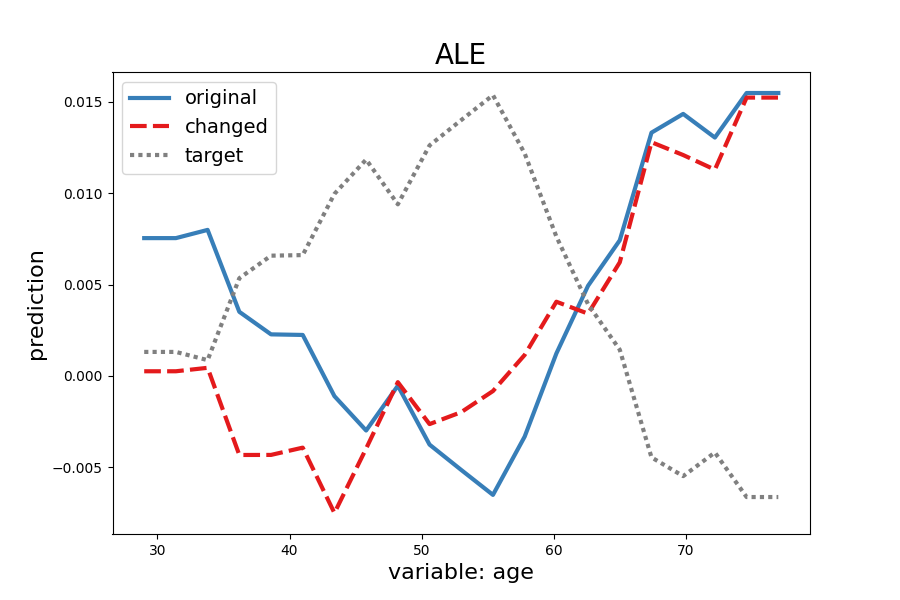 ALE
original
changed
target
0.015
0.010
0.005
0.000
−0.005
prediction
30 40 50 60 70
variable: age